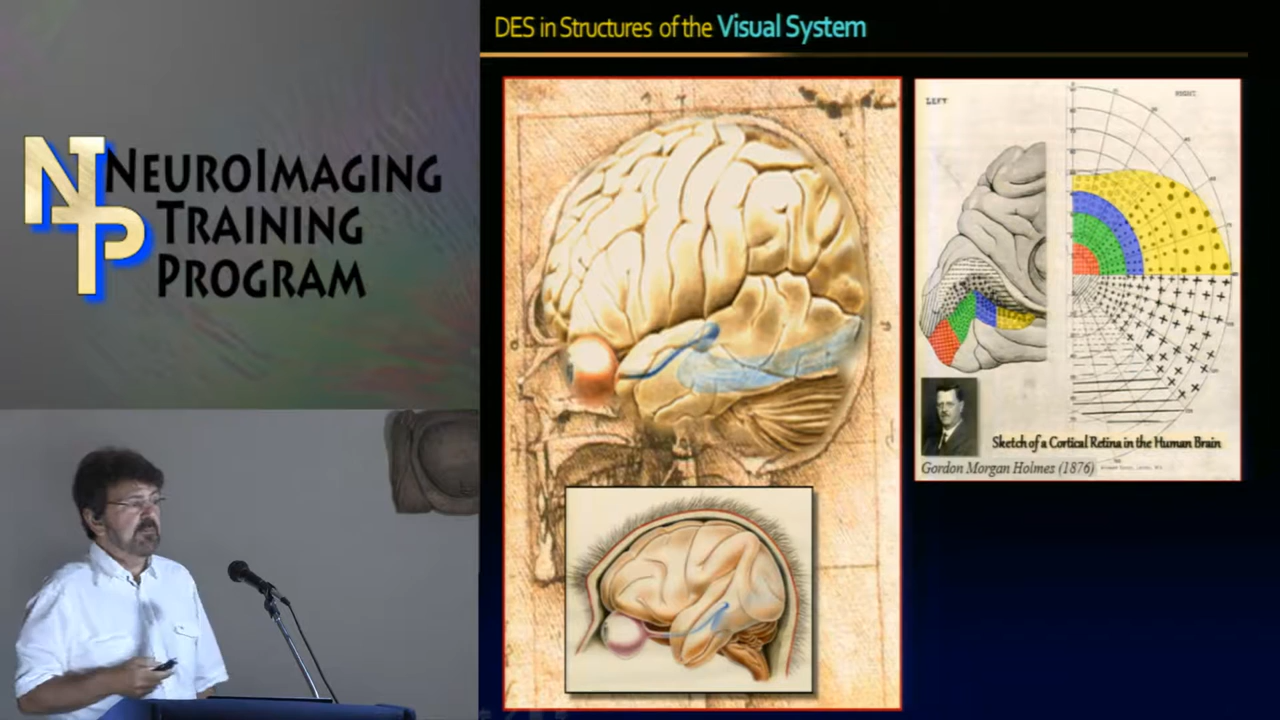 NTP
NEUROIMAGING
TRAINING
PROGRAM
DES in Structures of the Visual System
LEFT
RIGHT
Sketch of a Cortical Retina in the Human Brain
Gordon Morgan Holmes (1876)